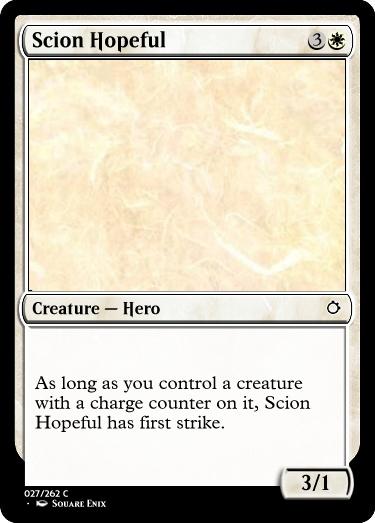 Scion Hopeful 3
Creature — Hero
As long as you control a creature
with a charge counter on it, Scion
Hopeful has first strike.
3/1
027/262 C
· Square Enix